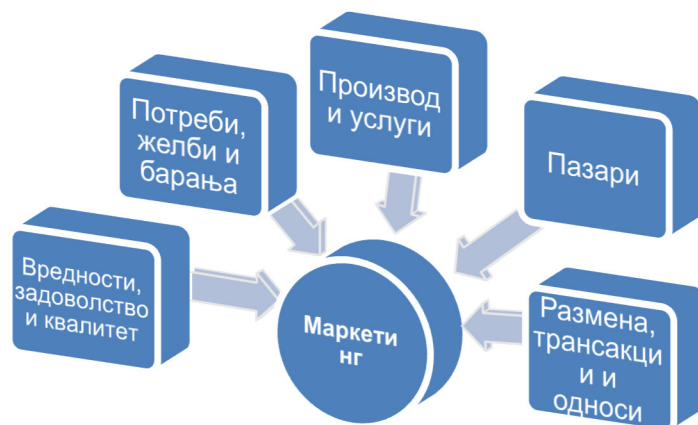 Производ
и услуги
Потреби,
желби и
барања
Пазари
Вредности,
задоволство
и квалитет
Размена,
трансакци
и и
односи
Маркети
нг